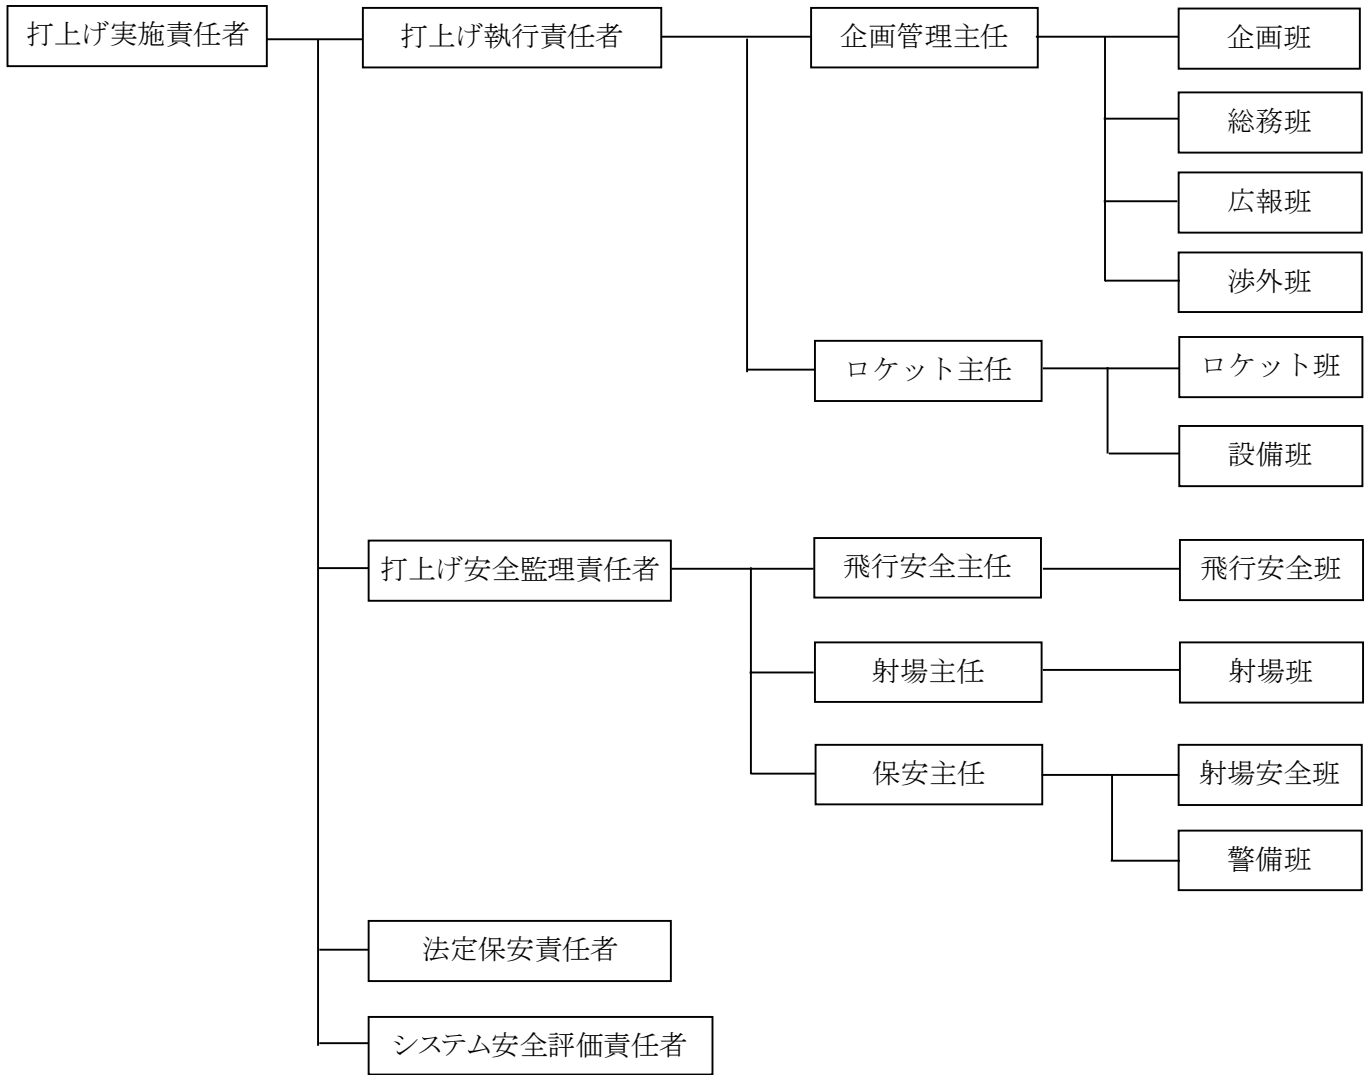 打上げ実施責任者
打上げ執行責任者
企画管理主任
企画班
総務班
広報班
渉外班
ロケット主任
ロケット班
設備班
打上げ安全監理責任者
飛行安全主任
飛行安全班
射場主任
射場班
保安主任
射場安全班
警備班
法定保安責任者
システム安全評価責任者